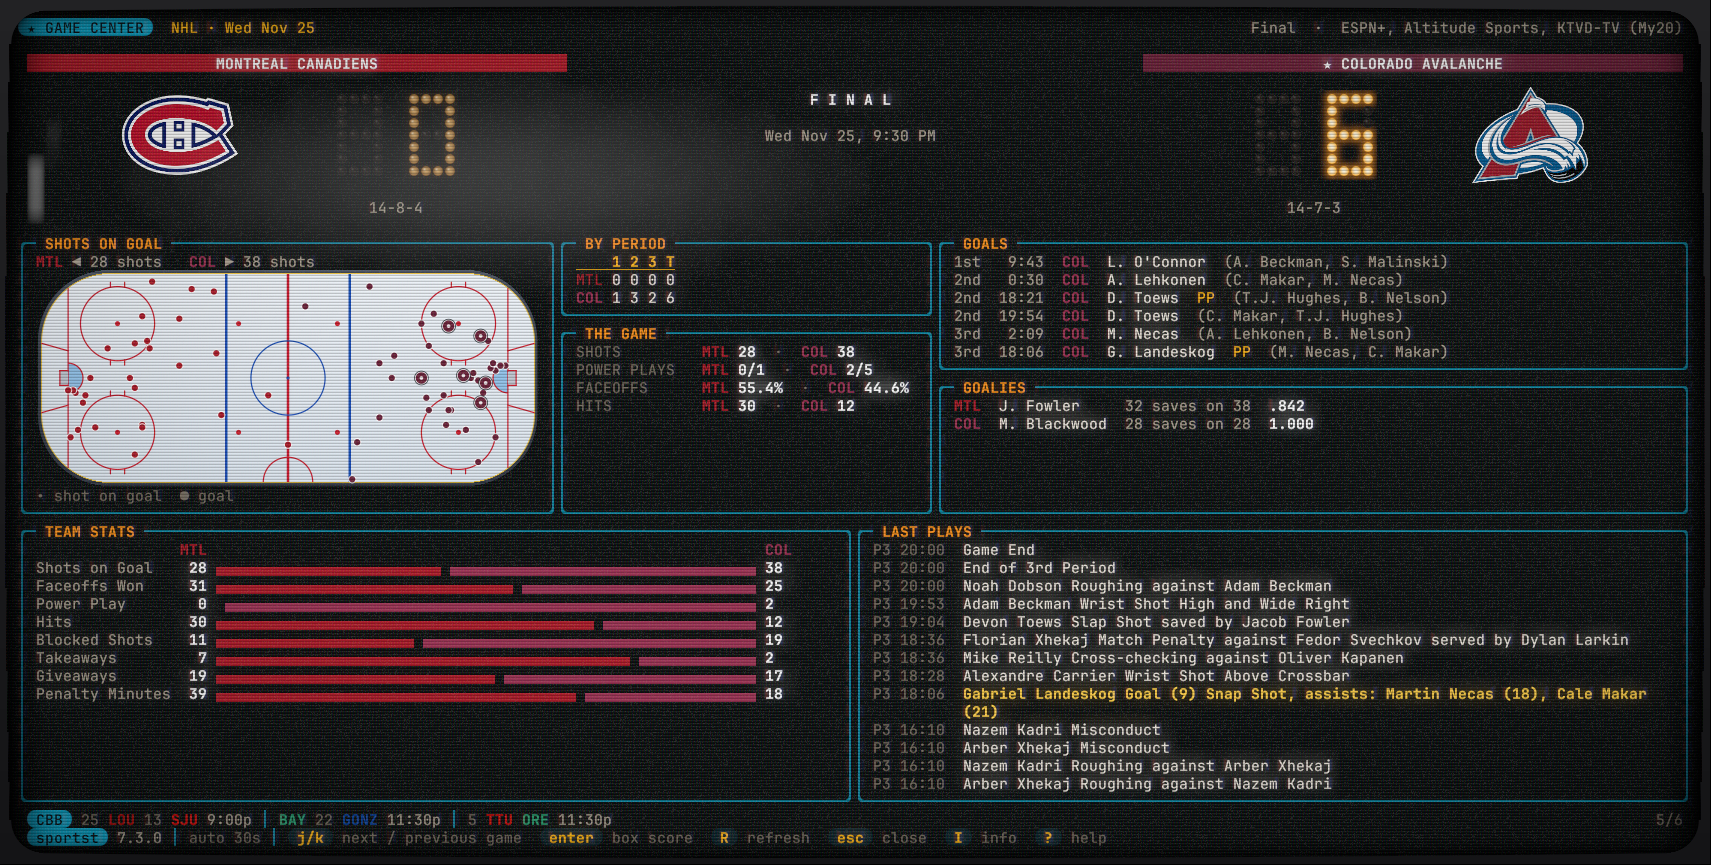 ★ GAME CENTER NHL · Wed Nov 25 Final · ESPN+, Altitude Sports, KTVD-TV (My20)
MONTREAL CANADIENS ★ COLORADO AVALANCHE
0 FINAL 6
Wed Nov 25, 9:30 PM
14-8-4 14-7-3
SHOTS ON GOAL
MTL ◀ 28 shots COL ▶ 38 shots
• shot on goal ● goal
BY PERIOD
1 2 3 T
MTL 0 0 0 0
COL 1 3 2 6
THE GAME
SHOTS MTL 28 · COL 38
POWER PLAYS MTL 0/1 · COL 2/5
FACEOFFS MTL 55.4% · COL 44.6%
HITS MTL 30 · COL 12
GOALS
1st 9:43 COL L. O'Connor (A. Beckman, S. Malinski)
2nd 0:30 COL A. Lehkonen (C. Makar, M. Necas)
2nd 18:21 COL D. Toews PP (T.J. Hughes, B. Nelson)
2nd 19:54 COL D. Toews (C. Makar, T.J. Hughes)
3rd 2:09 COL M. Necas (A. Lehkonen, B. Nelson)
3rd 18:06 COL G. Landeskog PP (M. Necas, C. Makar)
GOALIES
MTL J. Fowler 32 saves on 38 .842
COL M. Blackwood 28 saves on 28 1.000
TEAM STATS
MTL COL
Shots on Goal 28 38
Faceoffs Won 31 25
Power Play 0 2
Hits 30 12
Blocked Shots 11 19
Takeaways 7 2
Giveaways 19 17
Penalty Minutes 39 18
LAST PLAYS
P3 20:00 Game End
P3 20:00 End of 3rd Period
P3 20:00 Noah Dobson Roughing against Adam Beckman
P3 19:53 Adam Beckman Wrist Shot High and Wide Right
P3 19:04 Devon Toews Slap Shot saved by Jacob Fowler
P3 18:36 Florian Xhekaj Match Penalty against Fedor Svechkov served by Dylan Larkin
P3 18:36 Mike Reilly Cross-checking against Oliver Kapanen
P3 18:28 Alexandre Carrier Wrist Shot Above Crossbar
P3 18:06 Gabriel Landeskog Goal (9) Snap Shot, assists: Martin Necas (18), Cale Makar
(21)
P3 16:10 Nazem Kadri Misconduct
P3 16:10 Arber Xhekaj Misconduct
P3 16:10 Nazem Kadri Roughing against Arber Xhekaj
P3 16:10 Arber Xhekaj Roughing against Nazem Kadri
CBB 25 LOU 13 SJU 9:00p | BAY 22 GONZ 11:30p | 5 TTU ORE 11:30p 5/6
sportst 7.3.0 | auto 30s | j/k next / previous game enter box score R refresh esc close I info ? help